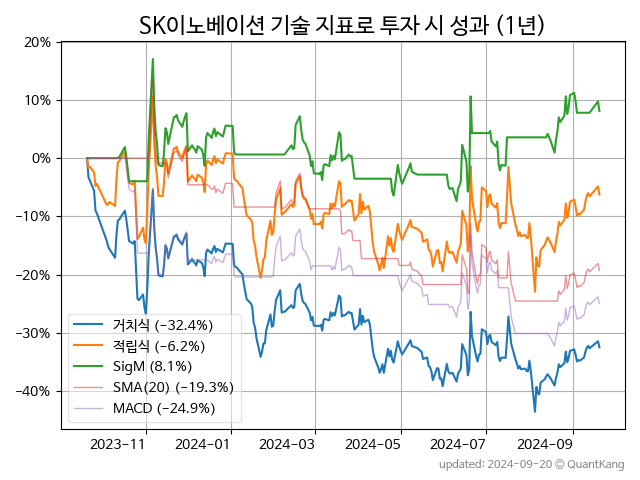 SK이노베이션 기술 지표로 투자 시 성과 (1년)
20%
10%
0%
−10%
−20%
−30%
−40%
거치식 (−32.4%)
적립식 (−6.2%)
SigM (8.1%)
SMA(20) (−19.3%)
MACD (−24.9%)
2023−11
2024−01
2024−03
2024−05
2024−07
2024−09
updated: 2024−09−20 © QuantKang